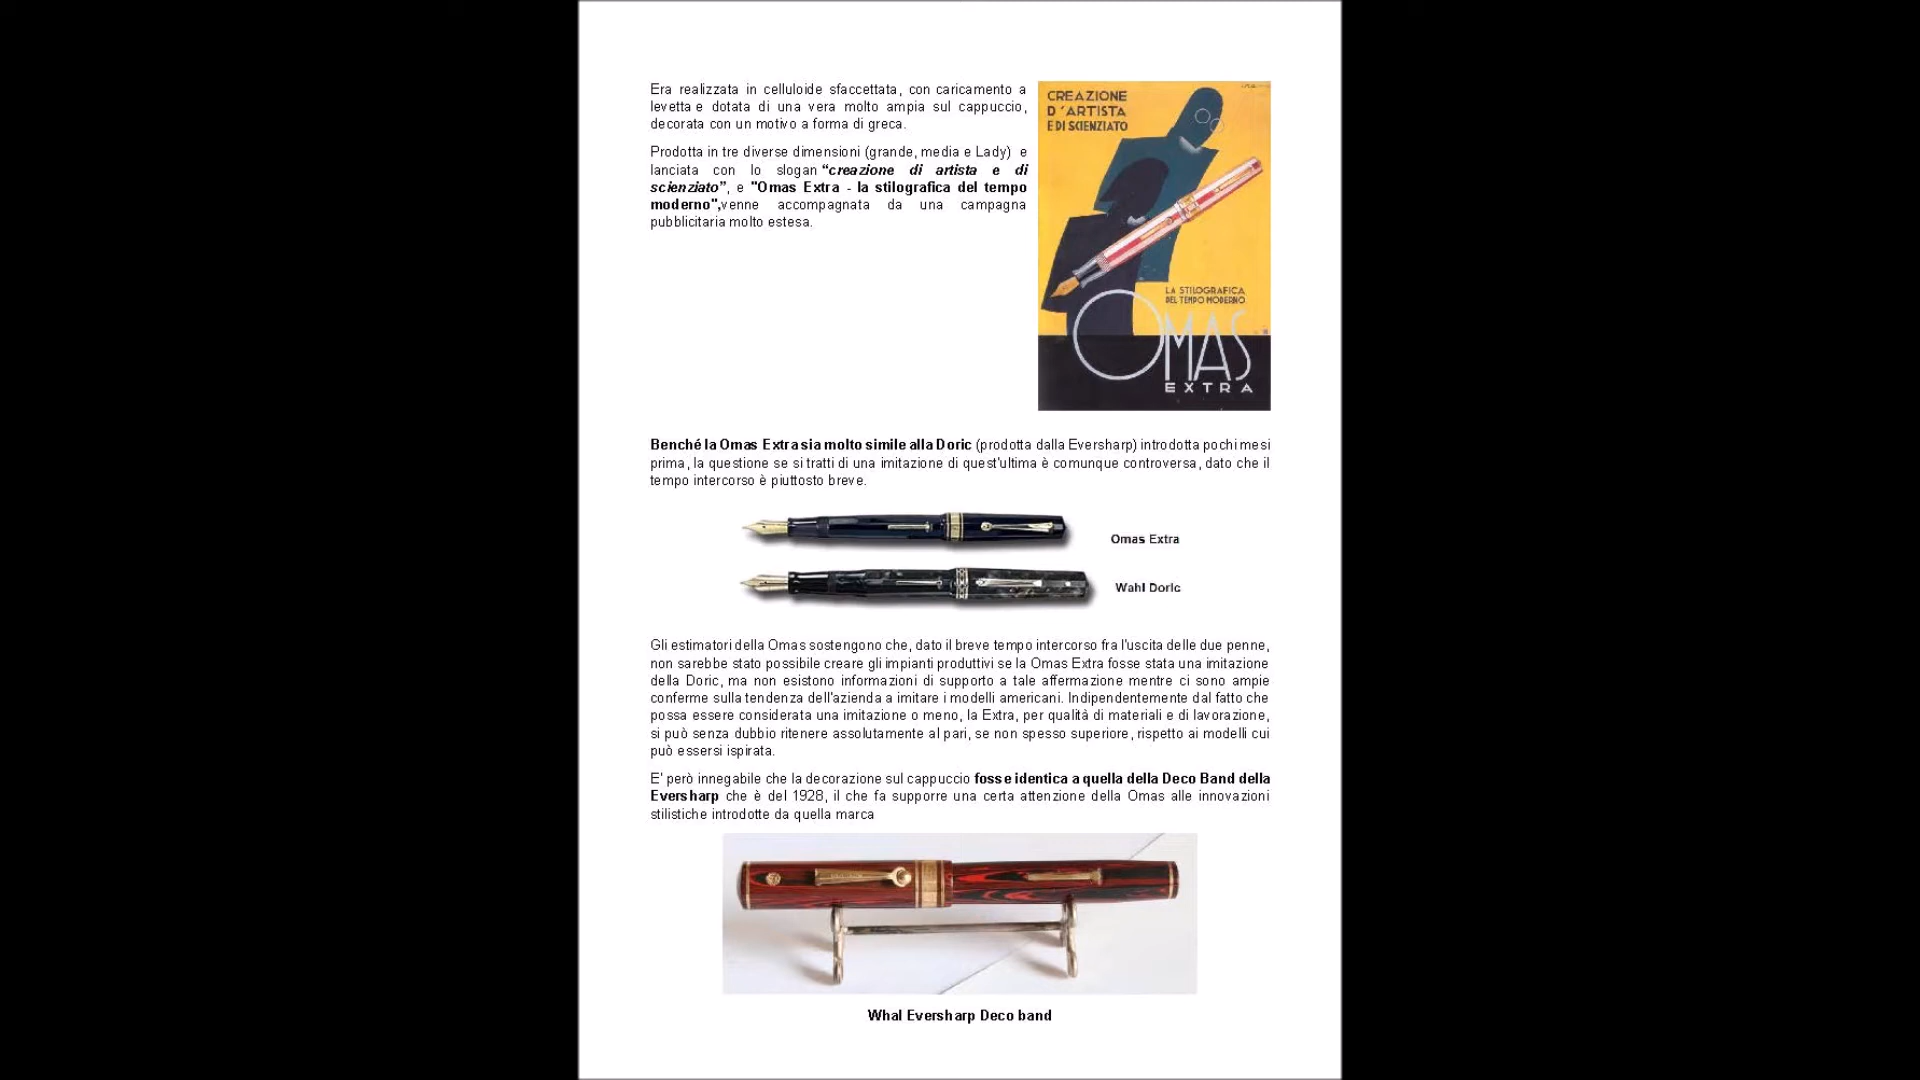 Era realizzata in celluloide sfaccettata, con caricamento a
levetta e dotata di una vera molto ampia sul cappuccio,
decorata con un motivo a forma di greca.
Prodotta in tre diverse dimensioni (grande, media e Lady) e
lanciata con lo slogan “creazione di artista e di
scienziato”, e "Omas Extra - la stilografica del tempo
moderno",venne accompagnata da una campagna
pubblicitaria molto estesa.
CREAZIONE
D'ARTISTA
E DI SCIENZIATO
LA STILOGRAFICA
DEL TEMPO MODERNO
OMAS
EXTRA
Benché la Omas Extra sia molto simile alla Doric (prodotta dalla Eversharp) introdotta pochi mesi
prima, la questione se si tratti di una imitazione di quest'ultima è comunque controversa, dato che il
tempo intercorso è piuttosto breve.
Omas Extra
Wahl Doric
Gli estimatori della Omas sostengono che, dato il breve tempo intercorso fra l'uscita delle due penne,
non sarebbe stato possibile creare gli impianti produttivi se la Omas Extra fosse stata una imitazione
della Doric, ma non esistono informazioni di supporto a tale affermazione mentre ci sono ampie
conferme sulla tendenza dell'azienda a imitare i modelli americani. Indipendentemente dal fatto che
possa essere considerata una imitazione o meno, la Extra, per qualità di materiali e di lavorazione,
si può senza dubbio ritenere assolutamente al pari, se non spesso superiore, rispetto ai modelli cui
può essersi ispirata.
E' però innegabile che la decorazione sul cappuccio fosse identica a quella della Deco Band della
Eversharp che è del 1928, il che fa supporre una certa attenzione della Omas alle innovazioni
stilistiche introdotte da quella marca
Whal Eversharp Deco band